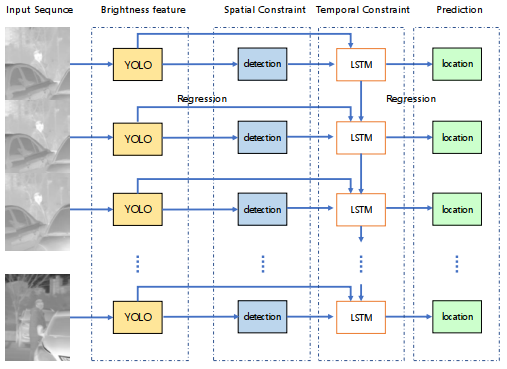 Input Sequnce Brightness feature Spatial Constraint Temporal Constraint Prediction
YOLO detection LSTM location
Regression Regression
YOLO detection LSTM location
YOLO detection LSTM location
YOLO detection LSTM location